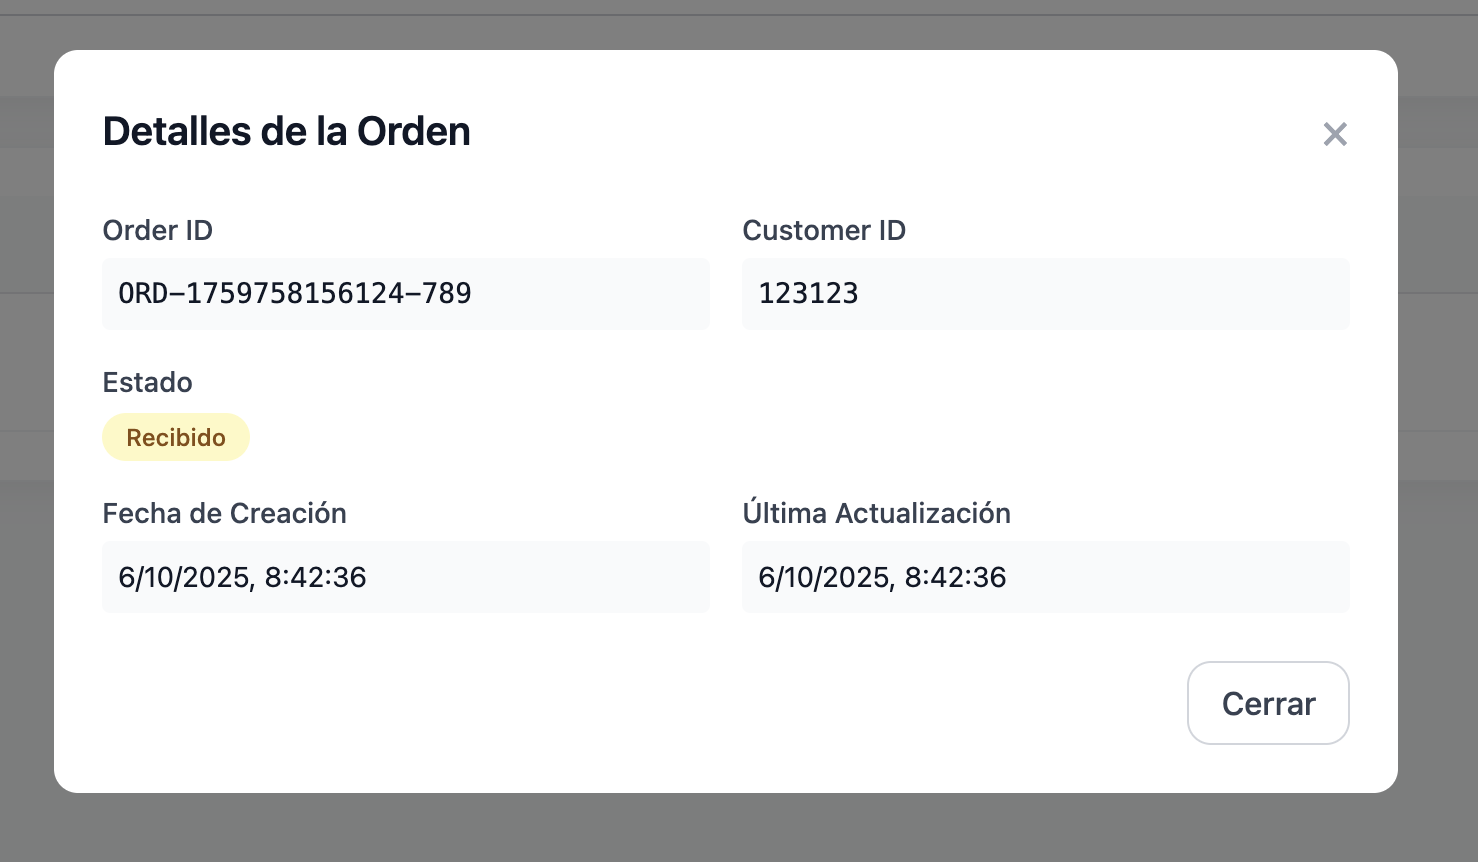 Detalles de la Orden
Order ID
Customer ID
ORD-1759758156124-789
123123
Estado
Recibido
Fecha de Creación
Última Actualización
6/10/2025, 8:42:36
6/10/2025, 8:42:36
Cerrar